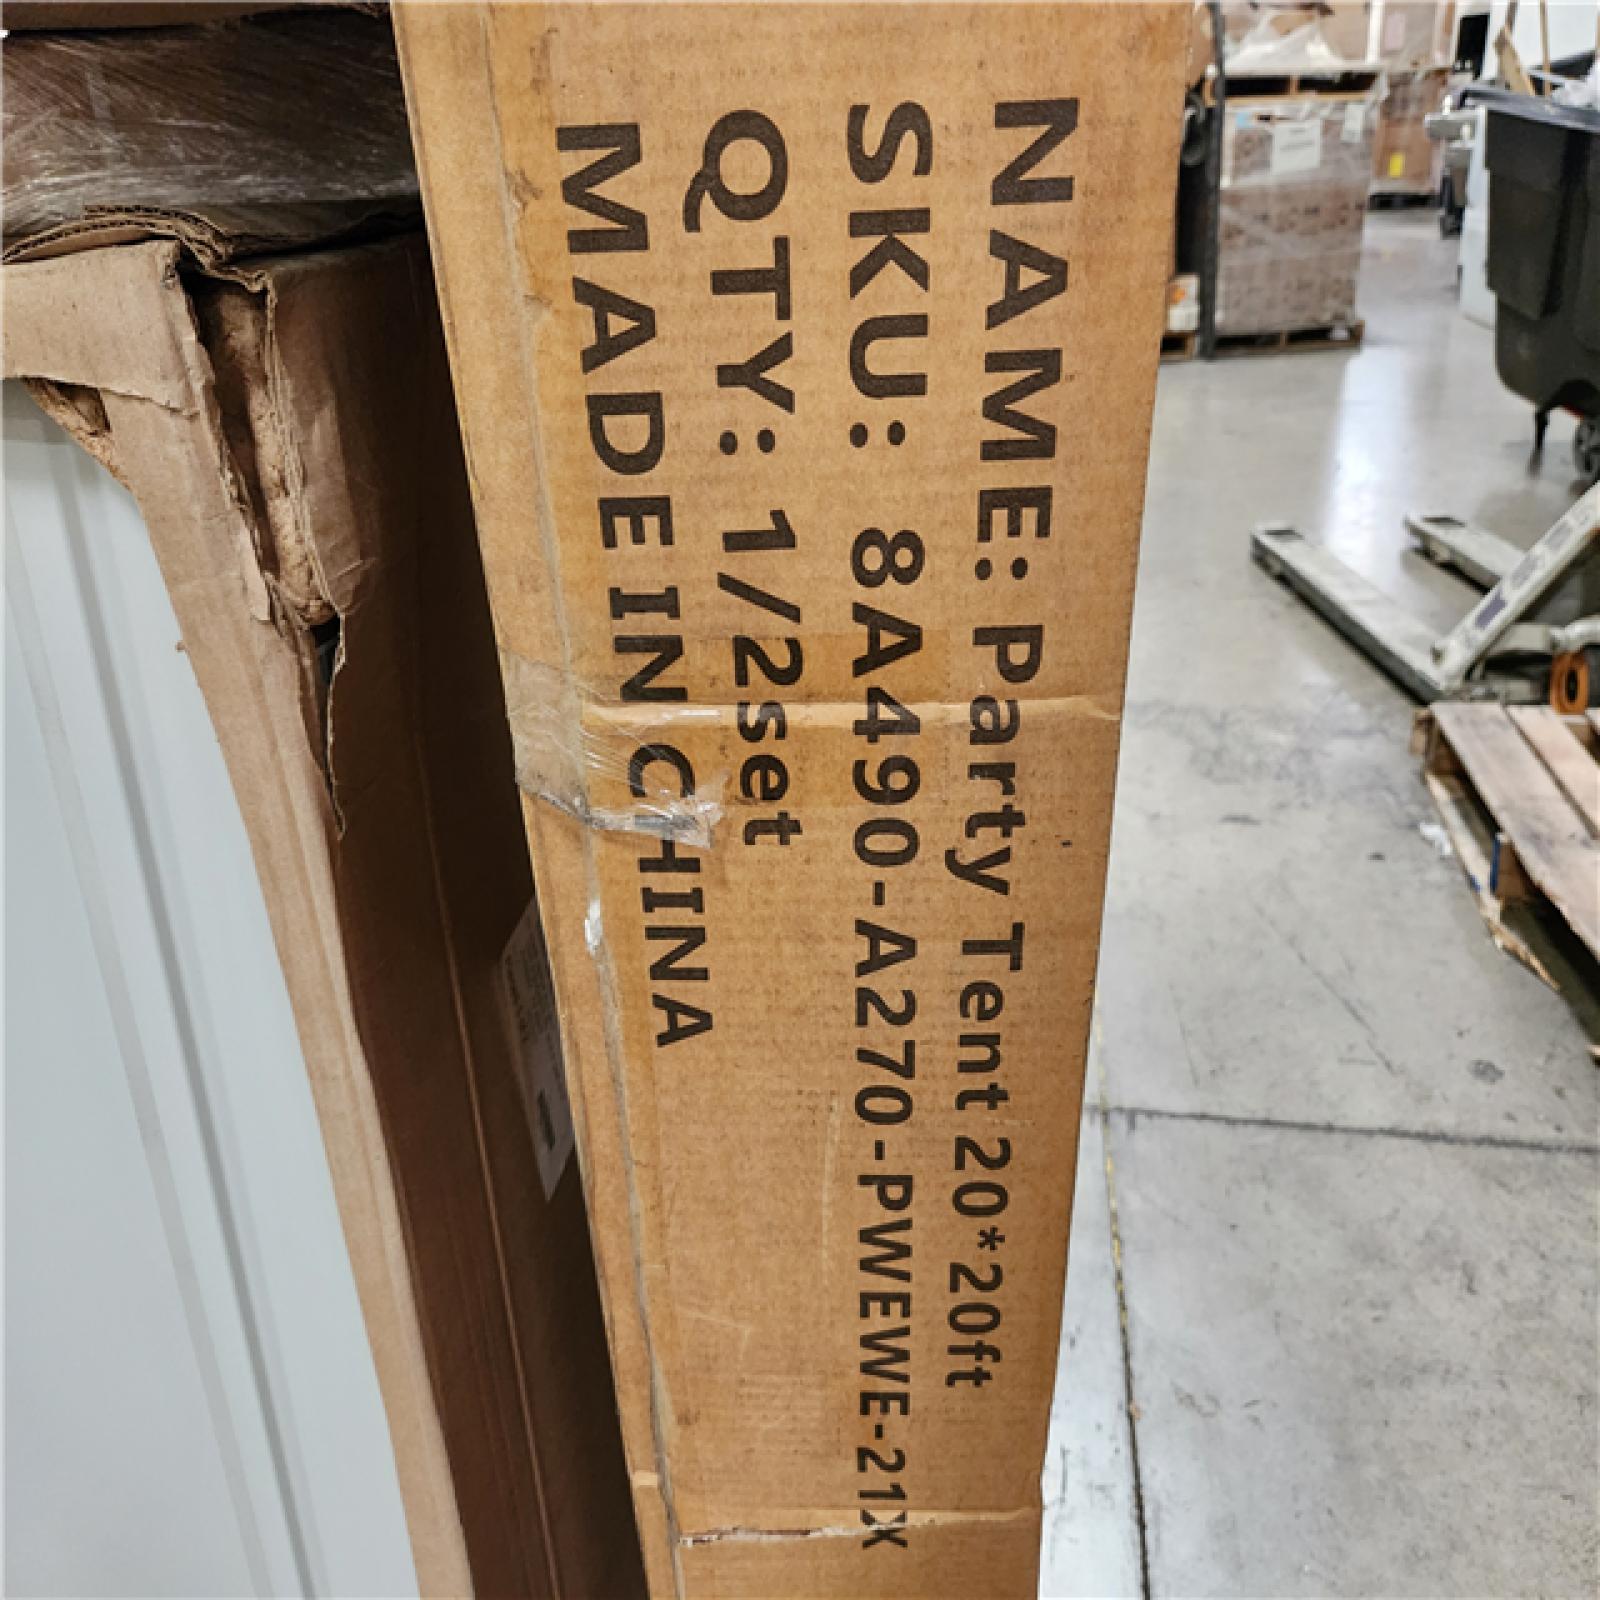 NAME: Party Tent 20*20ft
SKU: 8A490-A270-PWEWE-21X
QTY: 1/2set
MADE IN CHINA